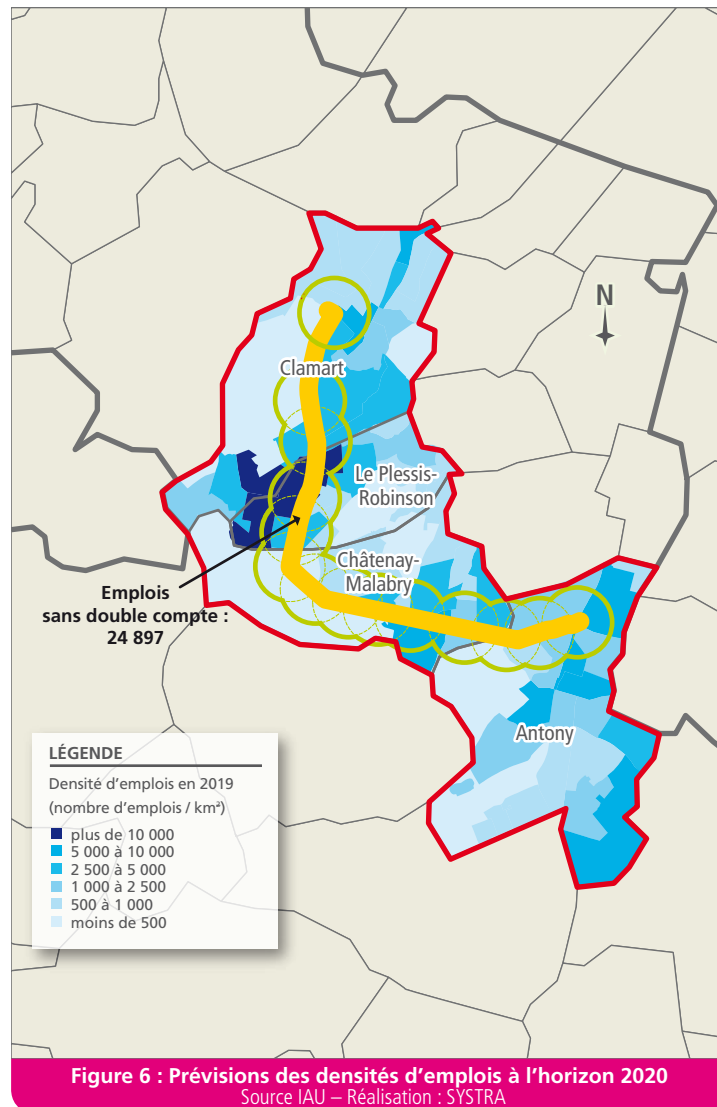 N
Clamart
Le Plessis-
Robinson
Châtenay-
Malabry
Emplois
sans double compte :
24 897
Antony
LÉGENDE
Densité d'emplois en 2019
(nombre d'emplois / km²)
plus de 10 000
5 000 à 10 000
2 500 à 5 000
1 000 à 2 500
500 à 1 000
moins de 500
Figure 6 : Prévisions des densités d'emplois à l'horizon 2020
Source IAU – Réalisation : SYSTRA